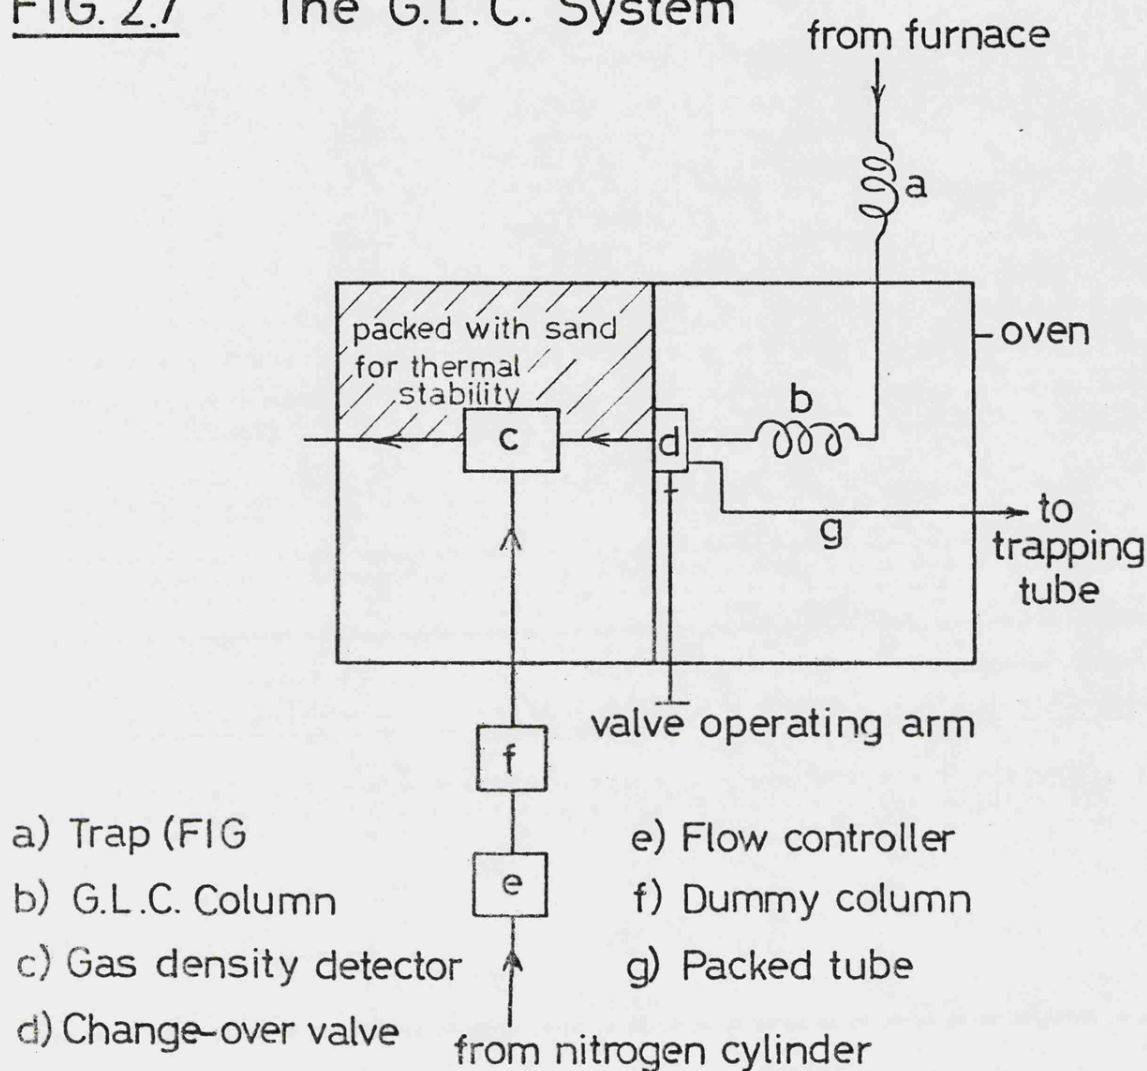 FIG. 2.7 The G.L.C. System
from furnace
a
packed with sand
for thermal
stability
oven
b
c
d
g
to
trapping
tube
valve operating arm
f
e
a) Trap (FIG
b) G.L.C. Column
c) Gas density detector
d) Change-over valve
e) Flow controller
f) Dummy column
g) Packed tube
from nitrogen cylinder